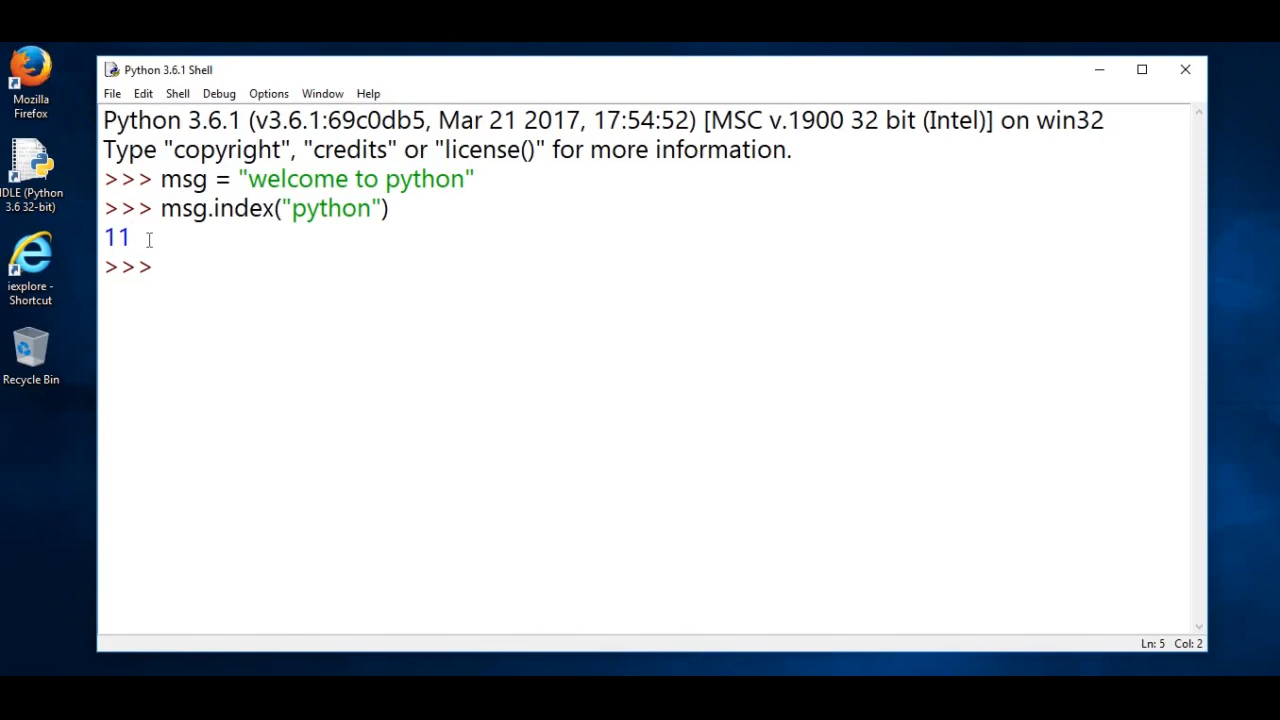 Mozilla
Firefox
IDLE (Python
3.6 32-bit)
iexplore -
Shortcut
Recycle Bin
Python 3.6.1 Shell
File Edit Shell Debug Options Window Help
Python 3.6.1 (v3.6.1:69c0db5, Mar 21 2017, 17:54:52) [MSC v.1900 32 bit (Intel)] on win32
Type "copyright", "credits" or "license()" for more information.
>>> msg = "welcome to python"
>>> msg.index("python")
11
>>>
Ln: 5 Col: 2